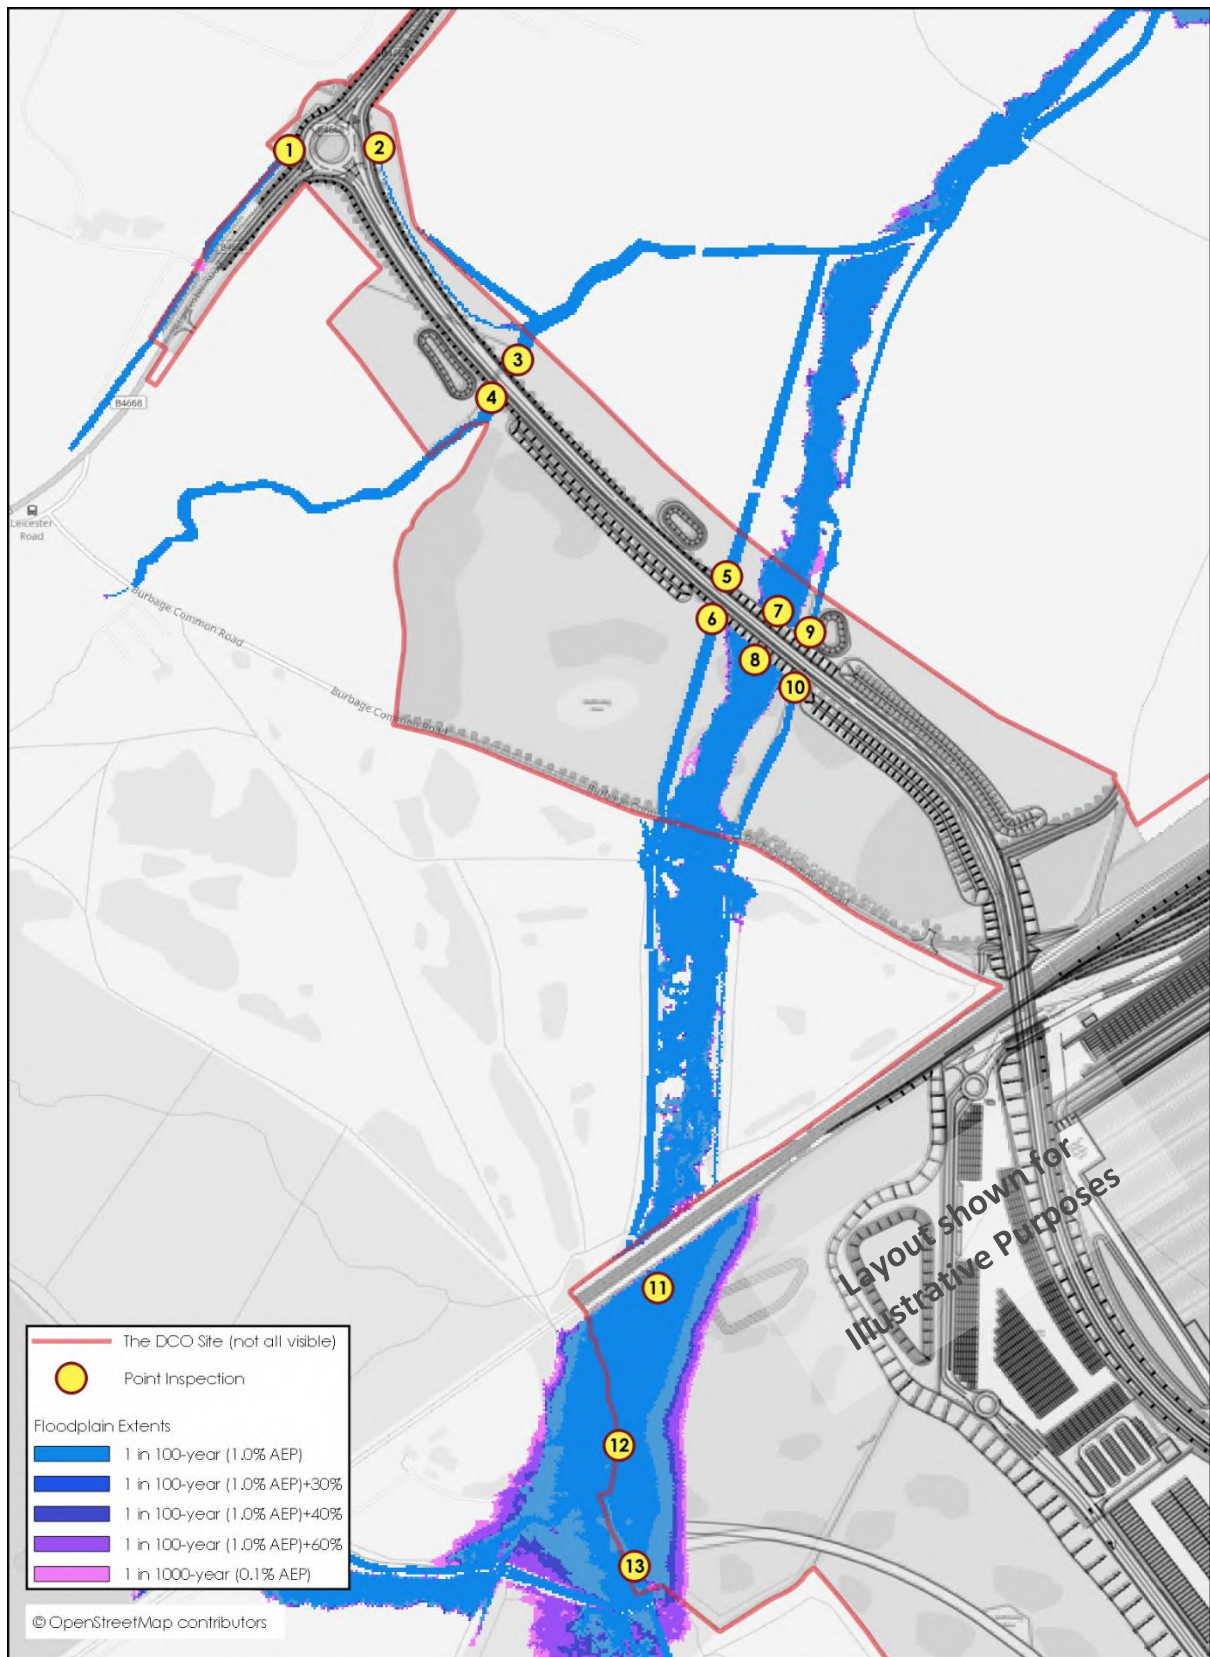 B4668
1
2
3
4
B4668
Leicester
Road
Burbage Common Road
Burbage Common Road
5
6
7
8
9
10
Burbage Common Road
11
12
13
Layout shown for
Illustrative Purposes
The DCO Site (not all visible)
Point Inspection
Floodplain Extents
1 in 100-year (1.0% AEP)
1 in 100-year (1.0% AEP)+30%
1 in 100-year (1.0% AEP)+40%
1 in 100-year (1.0% AEP)+60%
1 in 1000-year (0.1% AEP)
© OpenStreetMap contributors